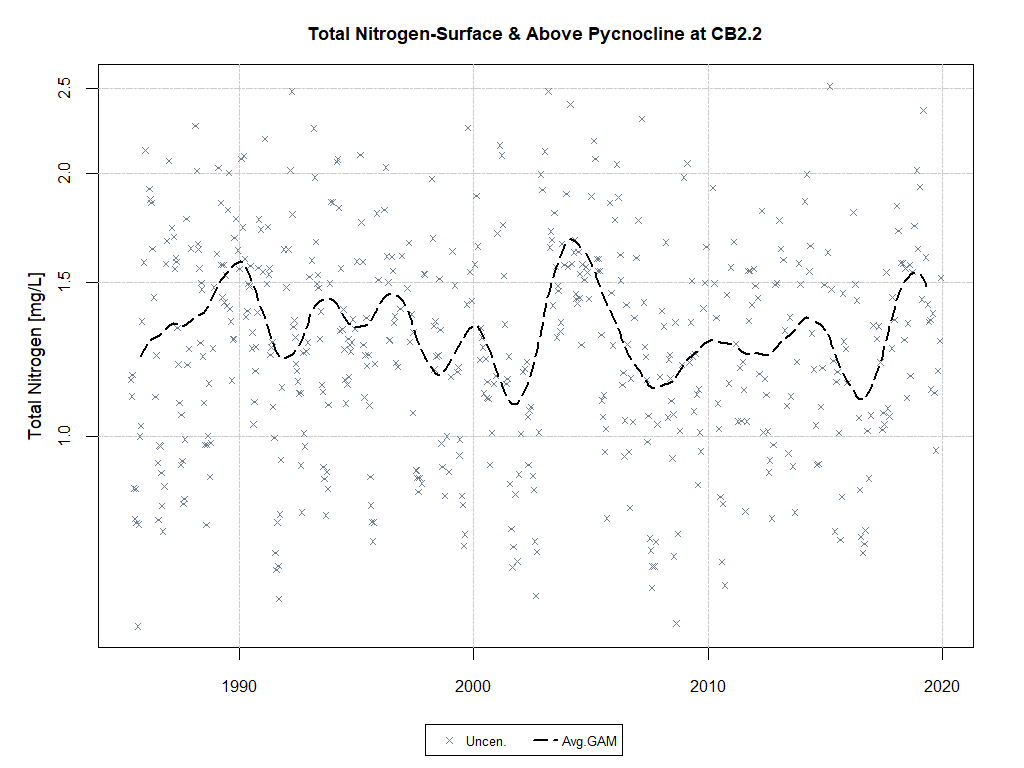 Total Nitrogen-Surface & Above Pycnocline at CB2.2
Total Nitrogen [mg/L]
2.5
2.0
1.5
1.0
1990 2000 2010 2020
Uncen. Avg.GAM